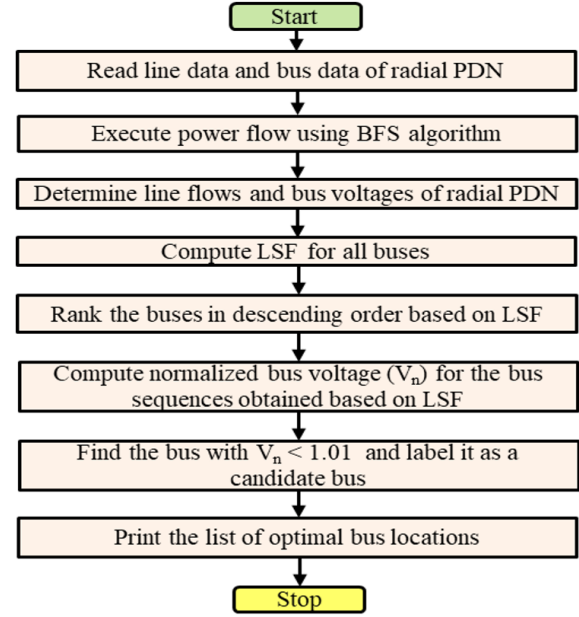 Start
Read line data and bus data of radial PDN
Execute power flow using BFS algorithm
Determine line flows and bus voltages of radial PDN
Compute LSF for all buses
Rank the buses in descending order based on LSF
Compute normalized bus voltage (Vn) for the bus
sequences obtained based on LSF
Find the bus with Vn < 1.01 and label it as a
candidate bus
Print the list of optimal bus locations
Stop